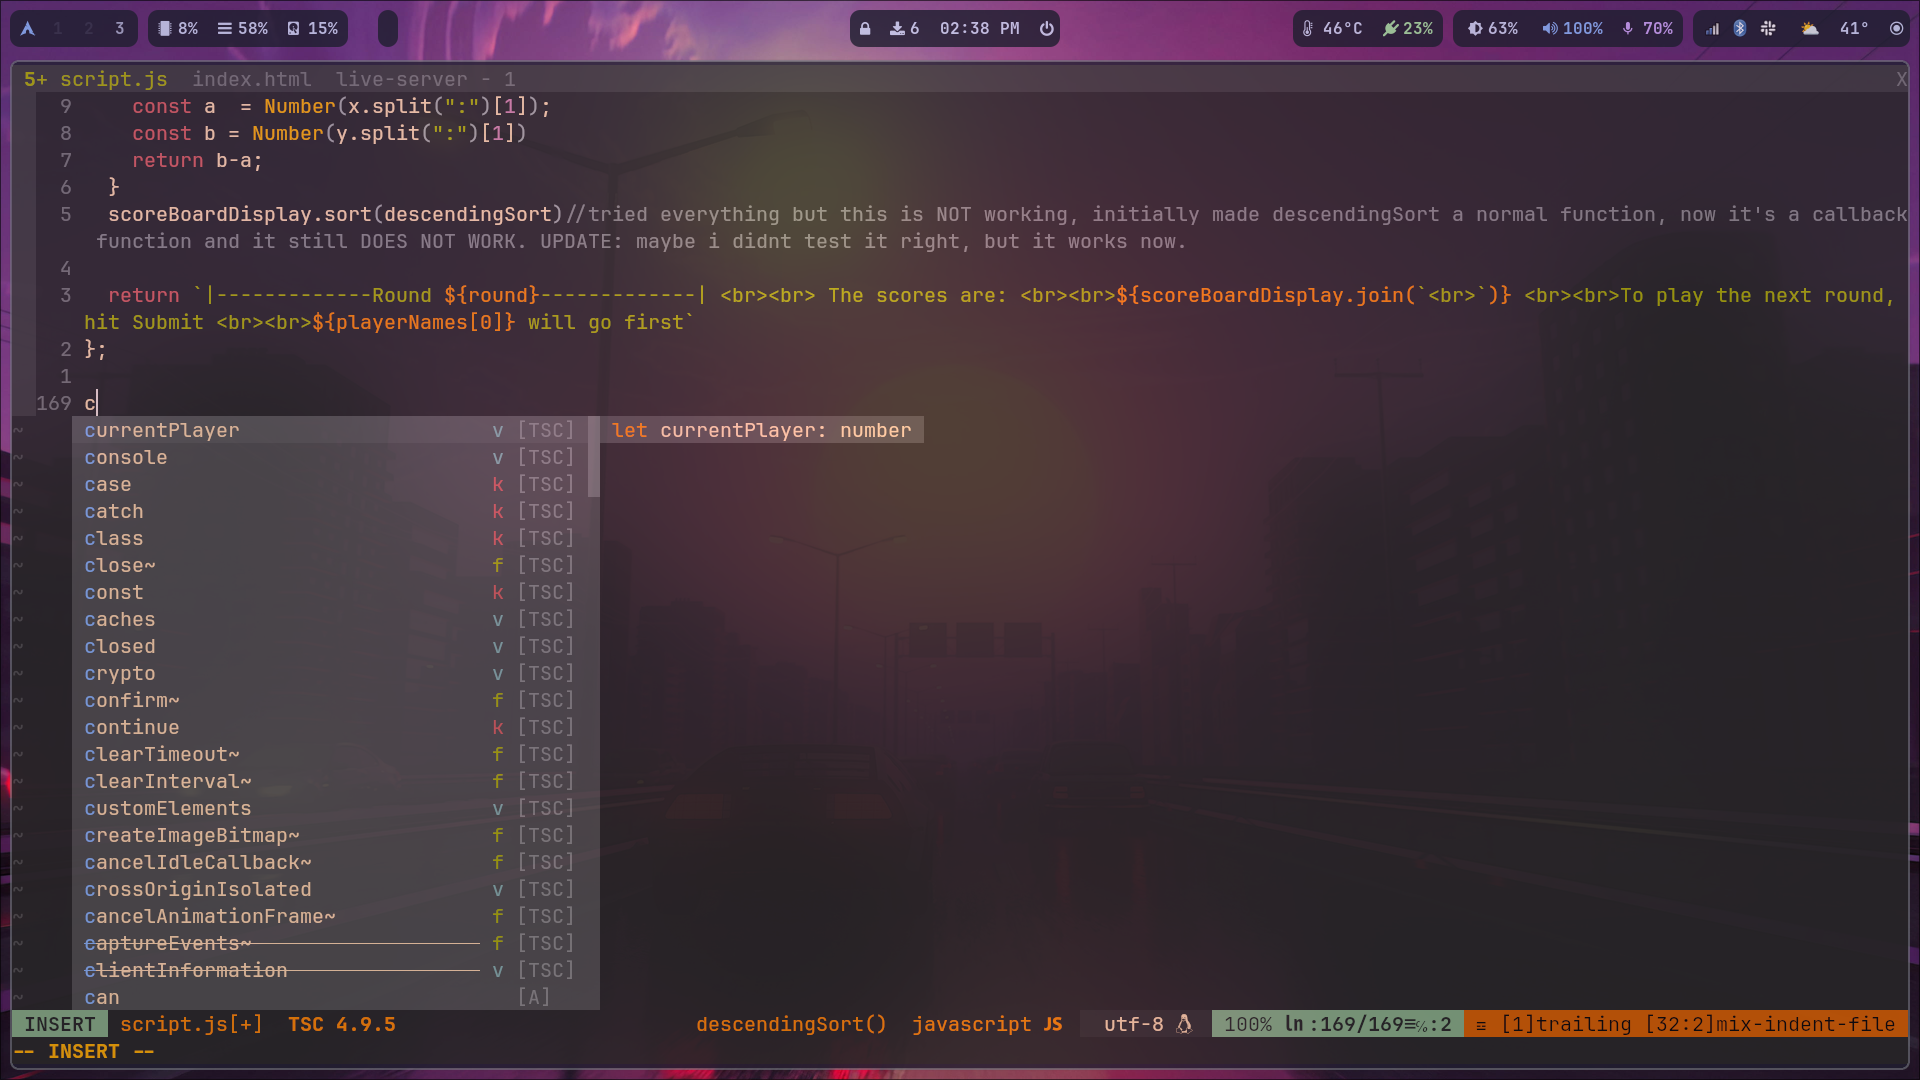 1 2 3 8% 58% 15% 6 02:38 PM 46°C 23% 63% 100% 70% 41°
5+ script.js index.html live-server - 1 X
9 const a  = Number(x.split(":")[1]);
8 const b = Number(y.split(":")[1])
7 return b-a;
6 }
5 scoreBoardDisplay.sort(descendingSort)//tried everything but this is NOT working, initially made descendingSort a normal function, now it's a callback
function and it still DOES NOT WORK. UPDATE: maybe i didnt test it right, but it works now.
4
3 return `|-------------Round ${round}-------------| <br><br> The scores are: <br><br>${scoreBoardDisplay.join(`<br>`)} <br><br>To play the next round,
hit Submit <br><br>${playerNames[0]} will go first`
2 };
1
169 c
~ currentPlayer v [TSC] let currentPlayer: number
~ console v [TSC]
~ case k [TSC]
~ catch k [TSC]
~ class k [TSC]
~ close~ f [TSC]
~ const k [TSC]
~ caches v [TSC]
~ closed v [TSC]
~ crypto v [TSC]
~ confirm~ f [TSC]
~ continue k [TSC]
~ clearTimeout~ f [TSC]
~ clearInterval~ f [TSC]
~ customElements v [TSC]
~ createImageBitmap~ f [TSC]
~ cancelIdleCallback~ f [TSC]
~ crossOriginIsolated v [TSC]
~ cancelAnimationFrame~ f [TSC]
~ captureEvents~ f [TSC]
~ clientInformation v [TSC]
~ can [A]
INSERT script.js[+] TSC 4.9.5 descendingSort() javascript JS utf-8 100% ln:169/169≡℅:2 ☲ [1]trailing [32:2]mix-indent-file
-- INSERT --